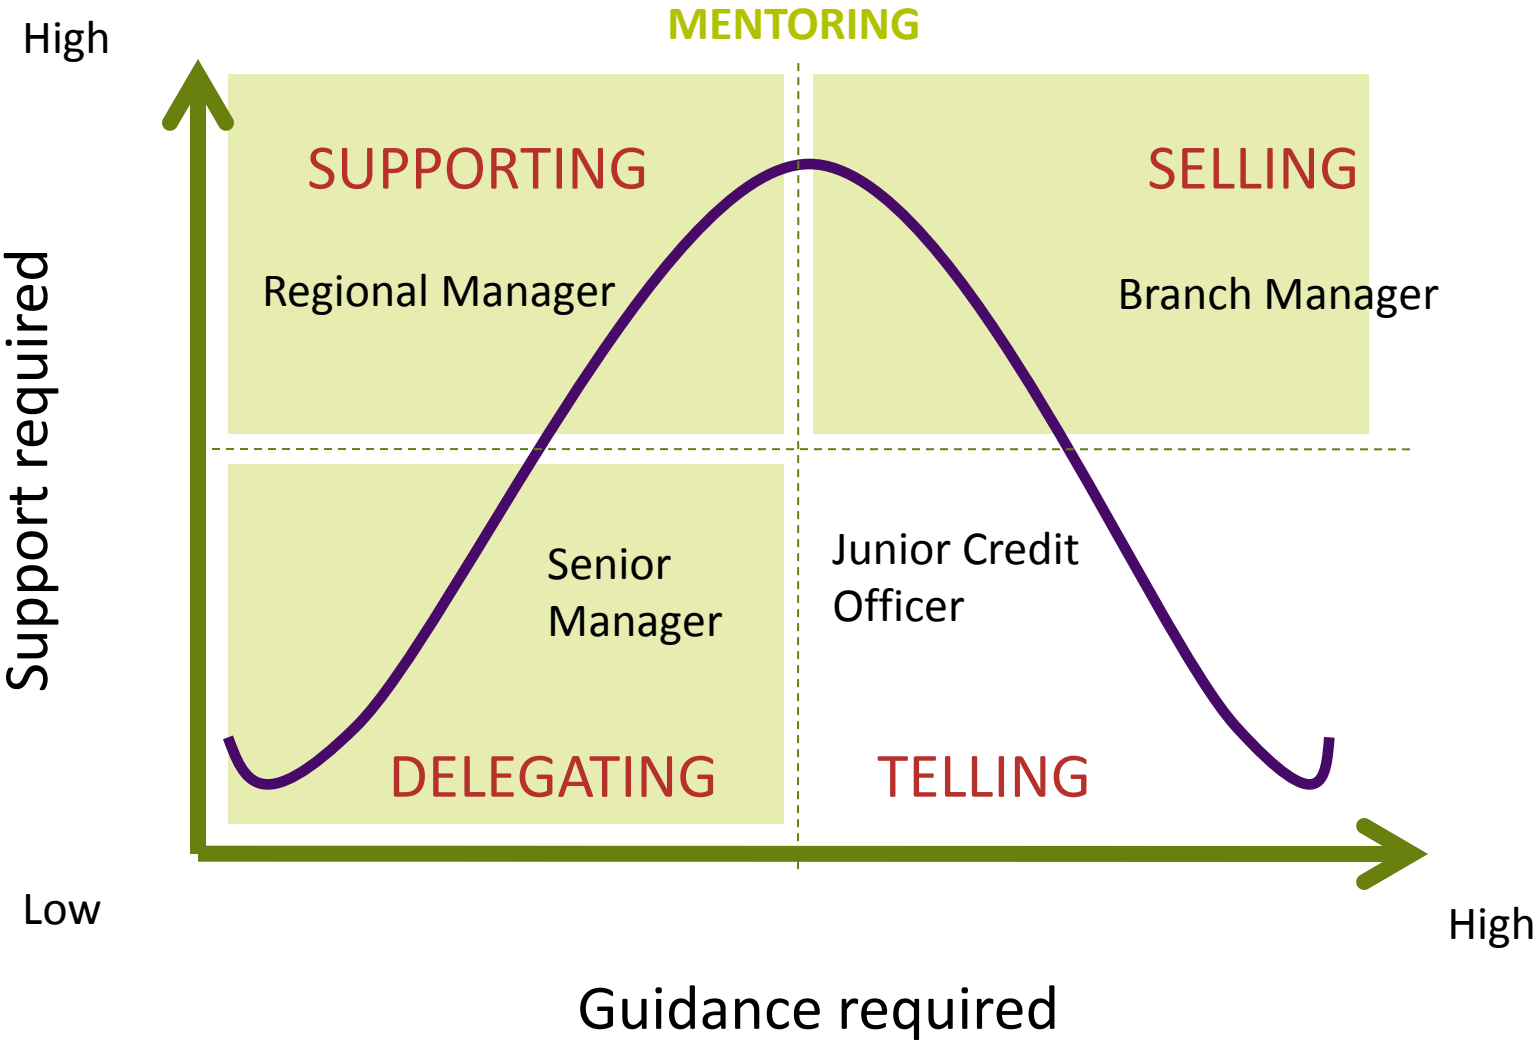 MENTORING
High
SUPPORTING
SELLING
Regional Manager
Branch Manager
Support required
Senior
Manager
Junior Credit
Officer
DELEGATING
TELLING
Low
High
Guidance required